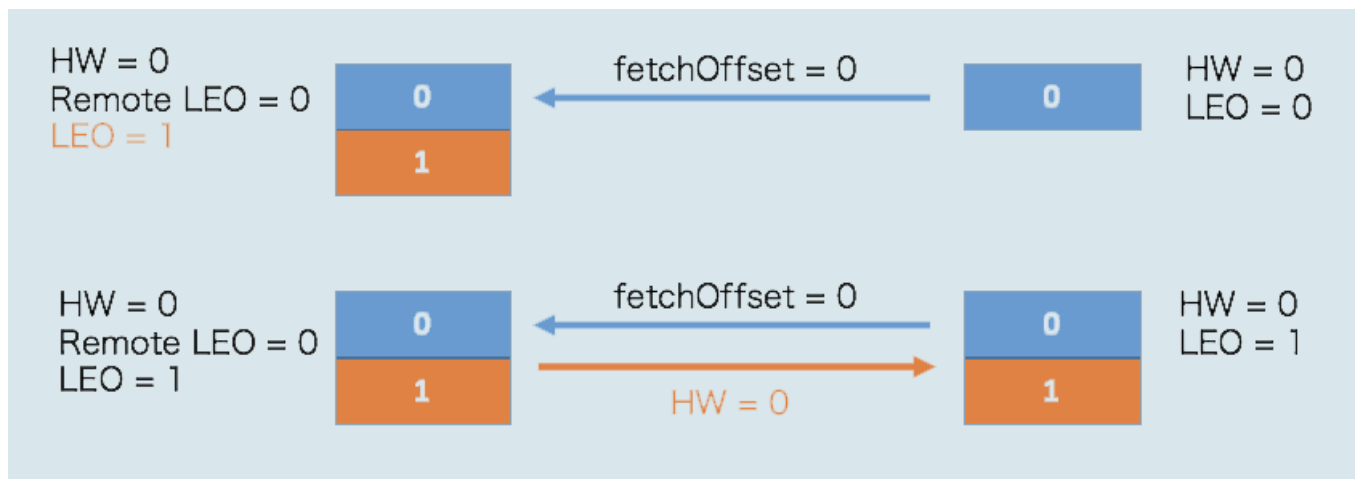 HW = 0
Remote LEO = 0
LEO = 1
0
1
fetchOffset = 0
0
HW = 0
LEO = 0
HW = 0
Remote LEO = 0
LEO = 1
0
1
fetchOffset = 0
HW = 0
0
1
HW = 0
LEO = 1